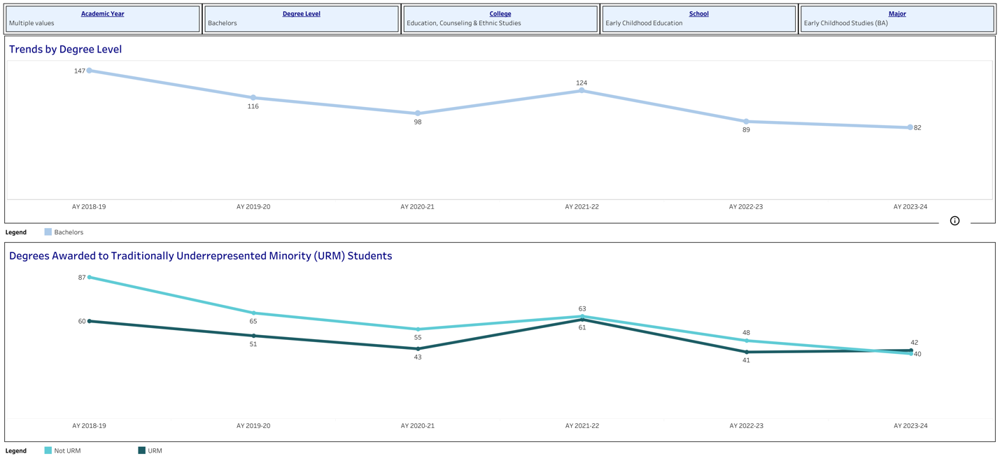 Academic Year Degree Level College School Major
Multiple values Bachelors Education, Counseling & Ethnic Studies Early Childhood Education Early Childhood Studies (BA)
Trends by Degree Level
147
116
98
124
89
82
AY 2018-19 AY 2019-20 AY 2020-21 AY 2021-22 AY 2022-23 AY 2023-24
Legend Bachelors
Degrees Awarded to Traditionally Underrepresented Minority (URM) Students
87
65
55
63
48
40
60
51
43
61
41
42
AY 2018-19 AY 2019-20 AY 2020-21 AY 2021-22 AY 2022-23 AY 2023-24
Legend Not URM URM